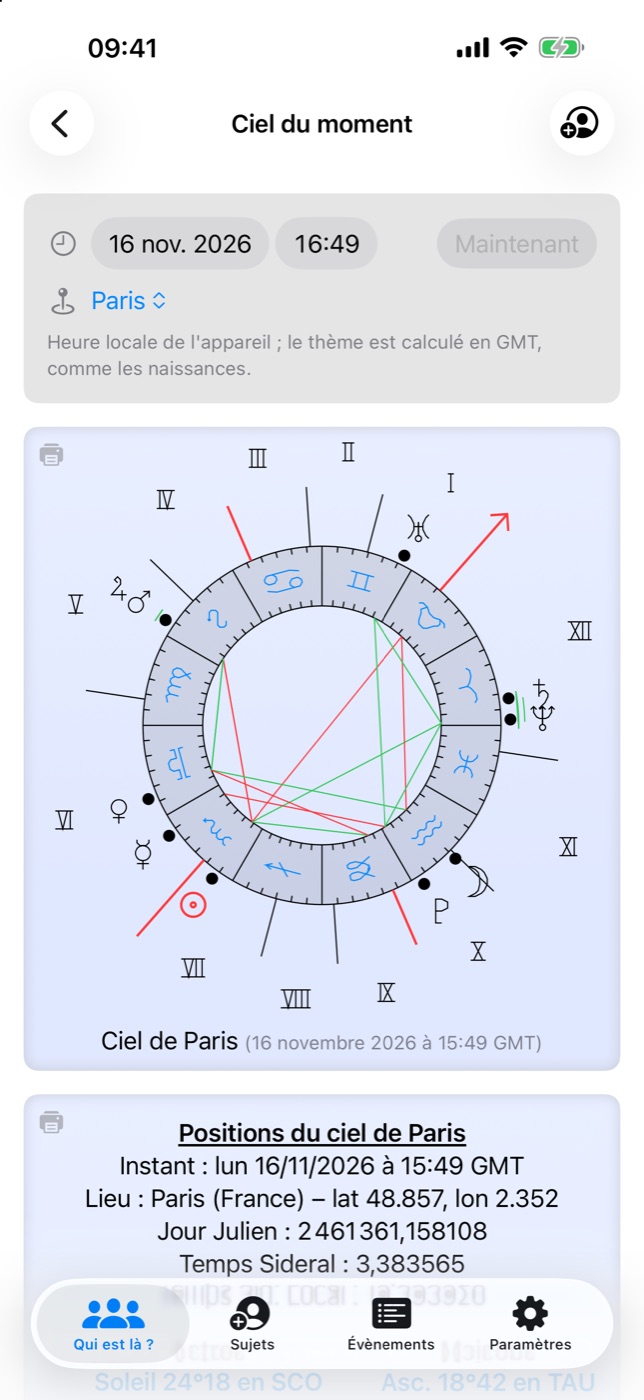 09:41
Ciel du moment
16 nov. 2026 16:49 Maintenant
Paris
Heure locale de l'appareil ; le thème est calculé en GMT,
comme les naissances.
III II
IV I
V XII
VI XI
VII X
VIII IX
Ciel de Paris (16 novembre 2026 à 15:49 GMT)
Positions du ciel de Paris
Instant : lun 16/11/2026 à 15:49 GMT
Lieu : Paris (France) – lat 48.857, lon 2.352
Jour Julien : 2 461 361,158108
Temps Sideral : 3,383565
Qui est là ? Sujets Évènements Paramètres
Soleil 24°18 en SCO Asc. 18°42 en TAU